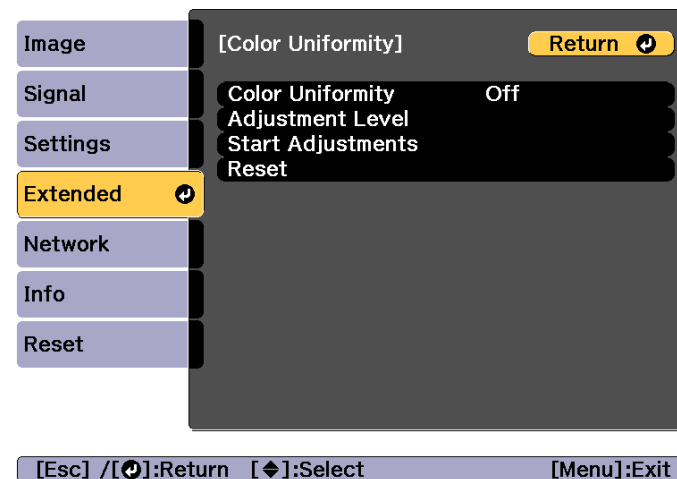 Image
Signal
Settings
Extended
Network
Info
Reset
[Color Uniformity]
Return
Color Uniformity Off
Adjustment Level
Start Adjustments
Reset
[Esc] /[ ]:Return [ ]:Select [Menu]:Exit